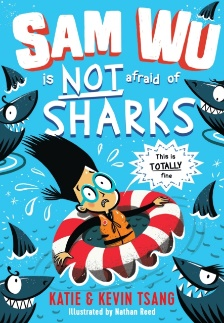 SAM WU
is NOT afraid of
SHARKS
This is
TOTALLY
fine
KATIE & KEVIN TSANG
Illustrated by Nathan Reed